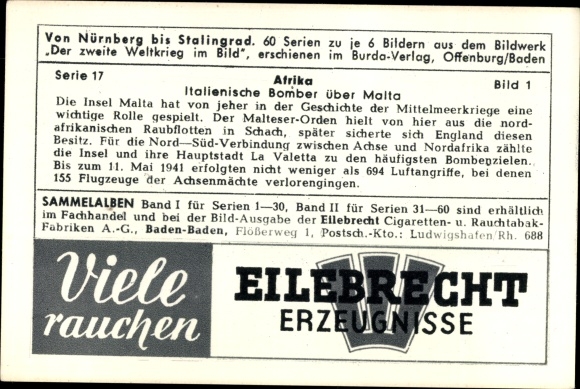 Von Nürnberg bis Stalingrad. 60 Serien zu je 6 Bildern aus dem Bildwerk
„Der zweite Weltkrieg im Bild", erschienen im Burda-Verlag, Offenburg/Baden
Serie 17 Afrika Bild 1
Italienische Bomber über Malta
Die Insel Malta hat von jeher in der Geschichte der Mittelmeerkriege eine
wichtige Rolle gespielt. Der Malteser-Orden hielt von hier aus die nord-
afrikanischen Raubflotten in Schach, später sicherte sich England diesen
Besitz. Für die Nord—Süd-Verbindung zwischen Achse und Nordafrika zählte
die Insel und ihre Hauptstadt La Valetta zu den häufigsten Bombenzielen.
Bis zum 11. Mai 1941 erfolgten nicht weniger als 694 Luftangriffe, bei denen
155 Flugzeuge der Achsenmächte verlorengingen.
SAMMELALBEN Band I für Serien 1—30, Band II für Serien 31—60 sind erhältlich
im Fachhandel und bei der Bild-Ausgabe der Eilebrecht Cigaretten- u. Rauchtabak-
Fabriken A.-G., Baden-Baden, Flößerweg 1, Postsch.-Kto.: Ludwigshafen/Rh. 688
Viele
rauchen
EILEBRECHT
ERZEUGNISSE